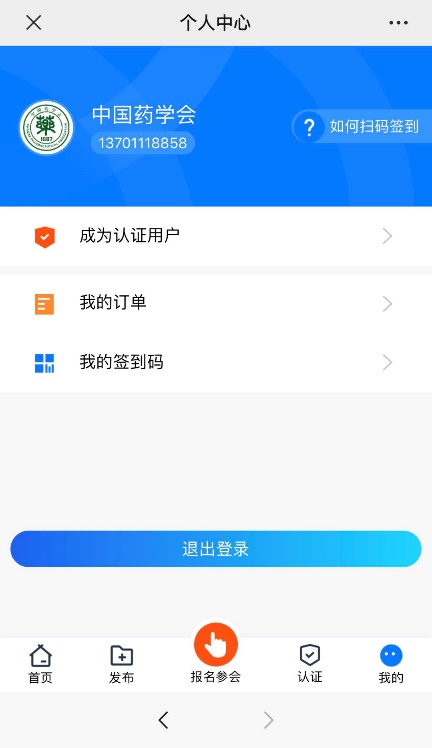 个人中心
中国药学会
13701118858
如何扫码签到
成为认证用户
我的订单
我的签到码
退出登录
首页
发布
报名参会
认证
我的